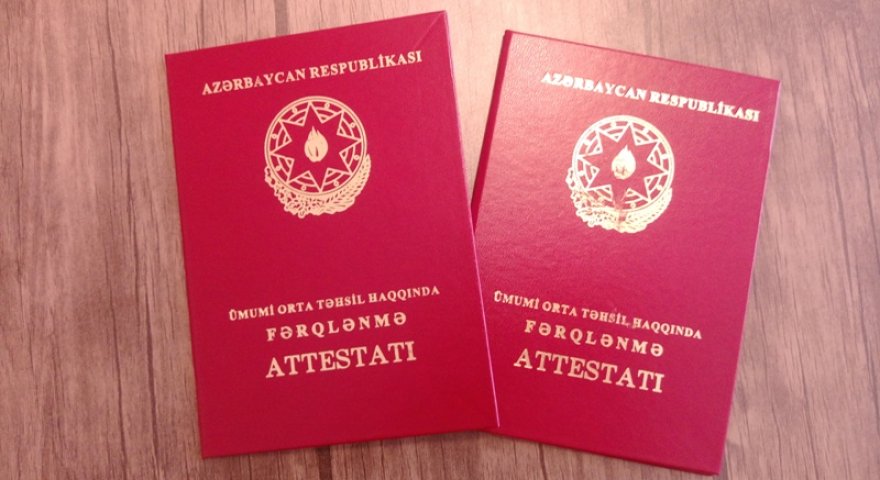 AZƏRBAYCAN RESPUBLİKASI
ÜMUMİ ORTA TƏHSİL HAQQINDA
FƏRQLƏNMƏ
ATTESTATI
AZƏRBAYCAN RESPUBLİKASI
ÜMUMİ ORTA TƏHSİL HAQQINDA
FƏRQLƏNMƏ
ATTESTATI